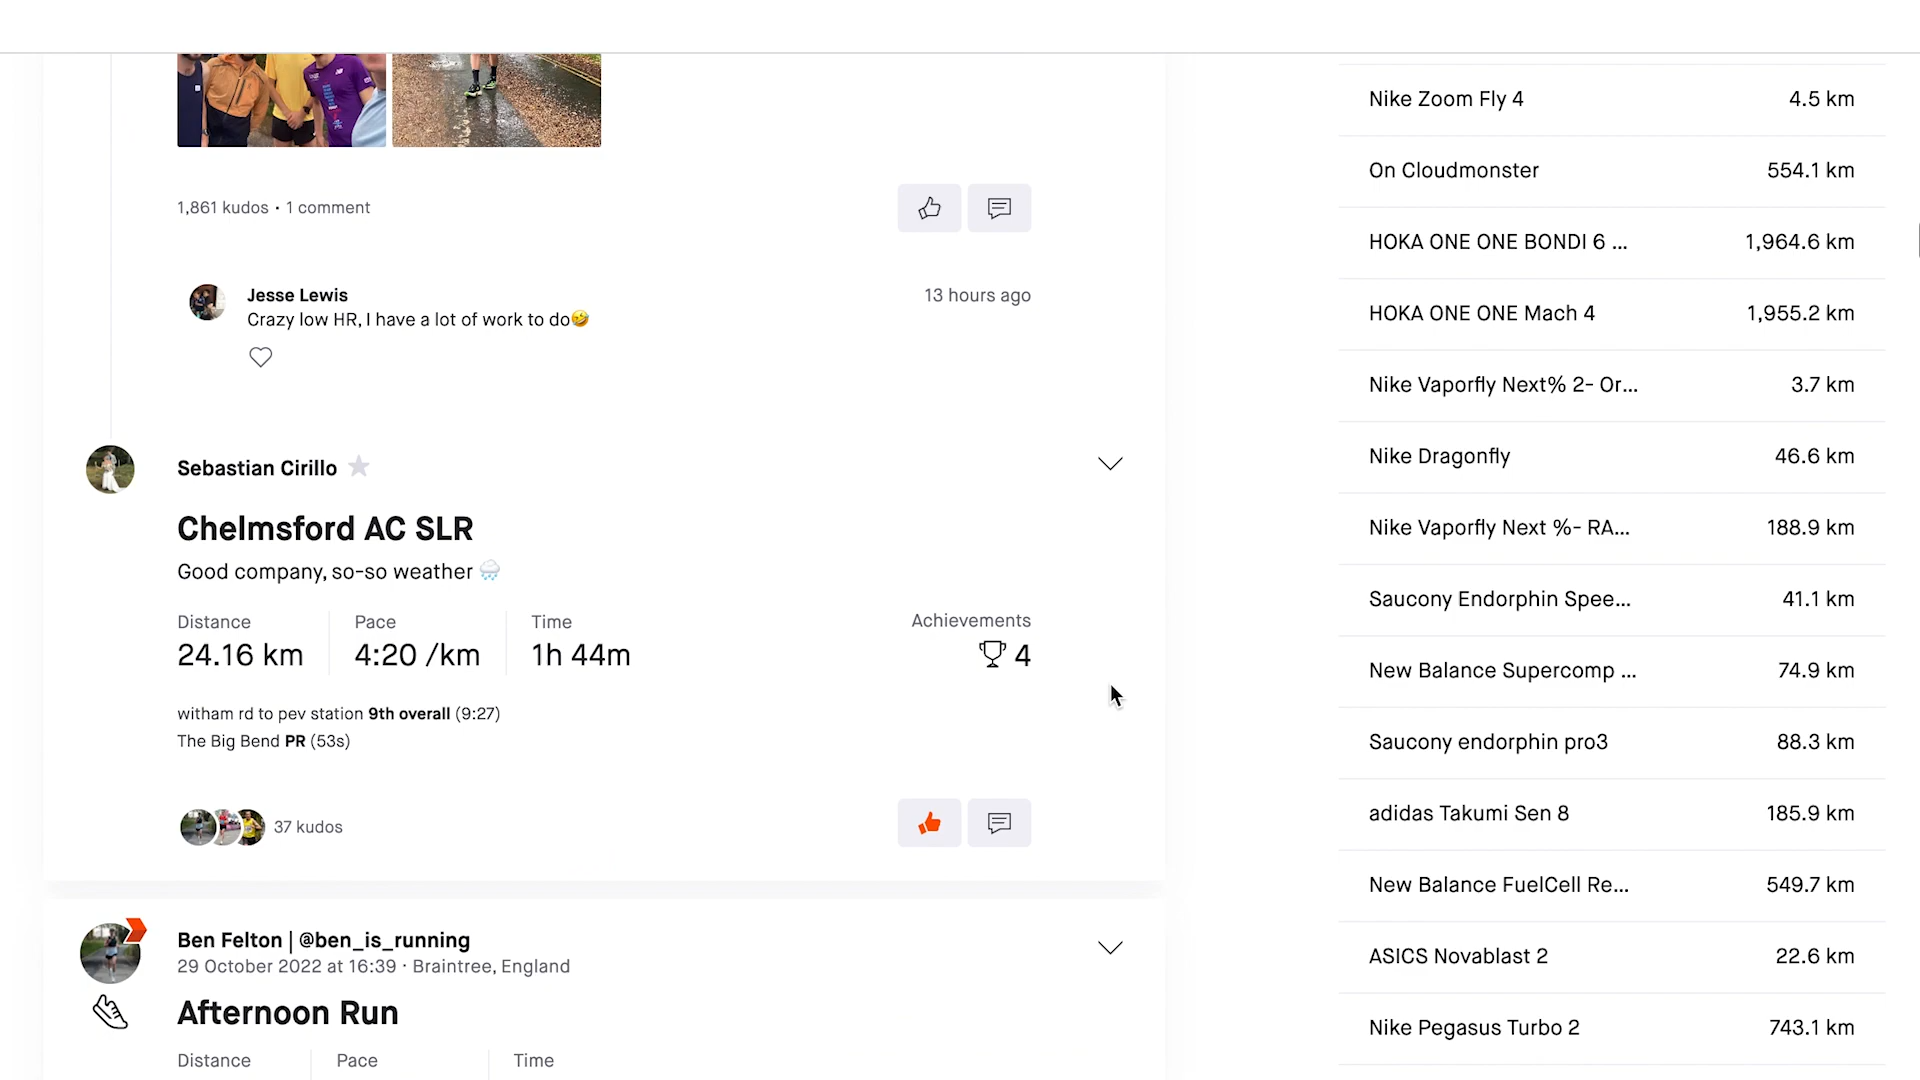 1,861 kudos • 1 comment
Jesse Lewis
13 hours ago
Crazy low HR, I have a lot of work to do🤣
Sebastian Cirillo
Chelmsford AC SLR
Good company, so-so weather 🌧️
Distance
Pace
Time
Achievements
24.16 km
4:20 /km
1h 44m
4
witham rd to pev station 9th overall (9:27)
The Big Bend PR (53s)
37 kudos
Ben Felton | @ben_is_running
29 October 2022 at 16:39 · Braintree, England
Afternoon Run
Distance
Pace
Time
Nike Zoom Fly 4 4.5 km
On Cloudmonster 554.1 km
HOKA ONE ONE BONDI 6 ... 1,964.6 km
HOKA ONE ONE Mach 4 1,955.2 km
Nike Vaporfly Next% 2- Or... 3.7 km
Nike Dragonfly 46.6 km
Nike Vaporfly Next %- RA... 188.9 km
Saucony Endorphin Spee... 41.1 km
New Balance Supercomp ... 74.9 km
Saucony endorphin pro3 88.3 km
adidas Takumi Sen 8 185.9 km
New Balance FuelCell Re... 549.7 km
ASICS Novablast 2 22.6 km
Nike Pegasus Turbo 2 743.1 km